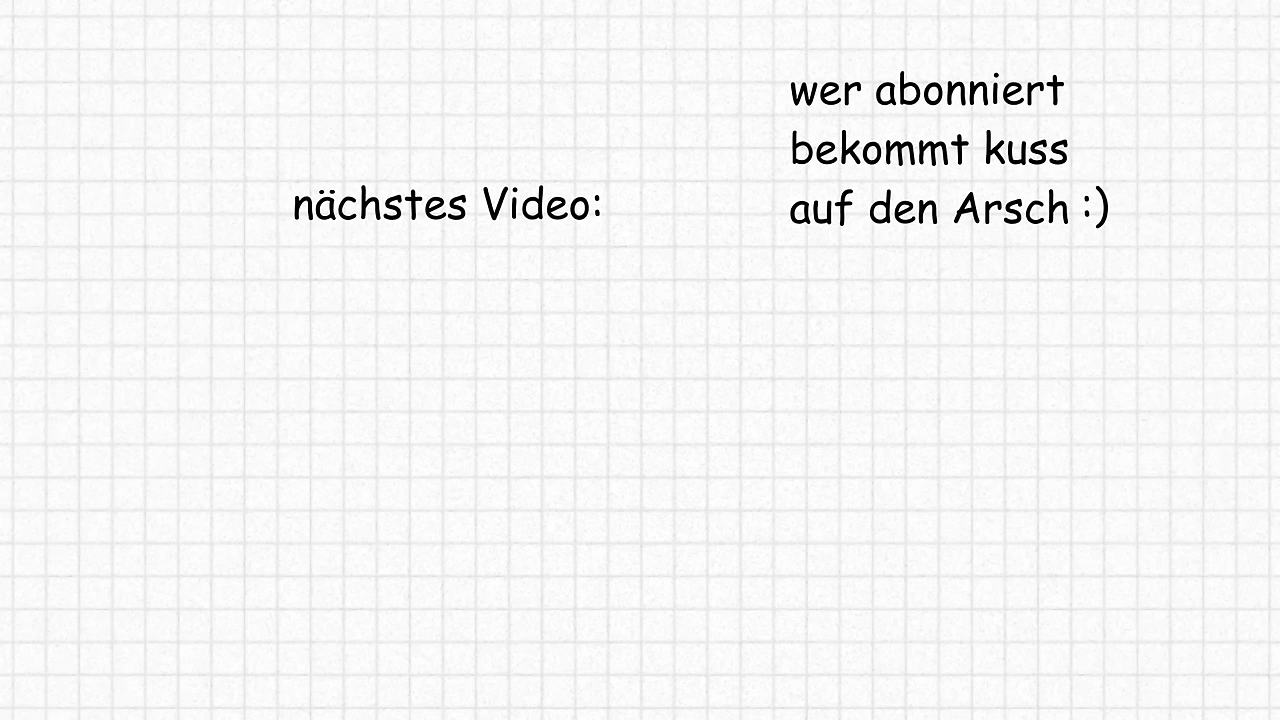 nächstes Video:
wer abonniert
bekommt kuss
auf den Arsch :)